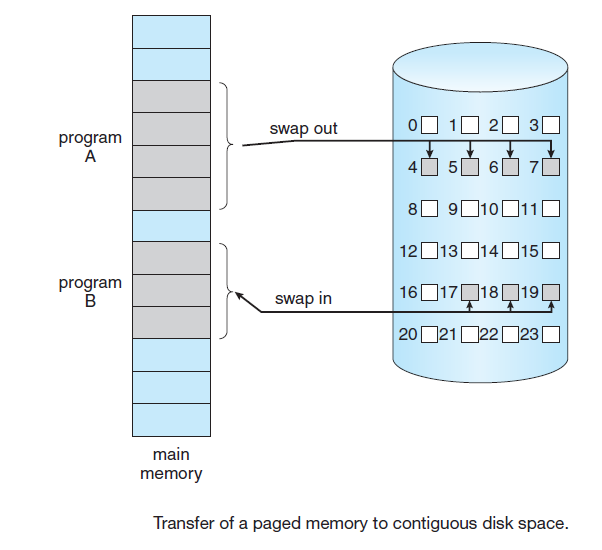 program
A
swap out
0 1 2 3
4 5 6 7
8 9 10 11
12 13 14 15
program
B
swap in
16 17 18 19
20 21 22 23
main
memory
Transfer of a paged memory to contiguous disk space.